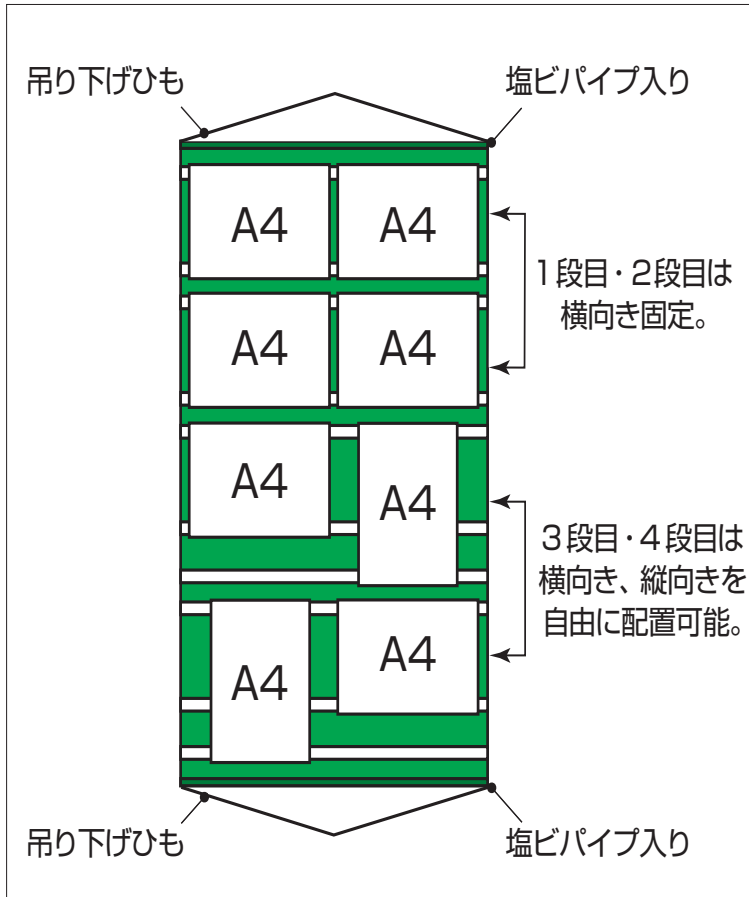 吊り下げひも
塩ビパイプ入り
A4
A4
1段目・2段目は
横向き固定。
A4
A4
A4
A4
3段目・4段目は
横向き、縦向きを
自由に配置可能。
A4
A4
吊り下げひも
塩ビパイプ入り